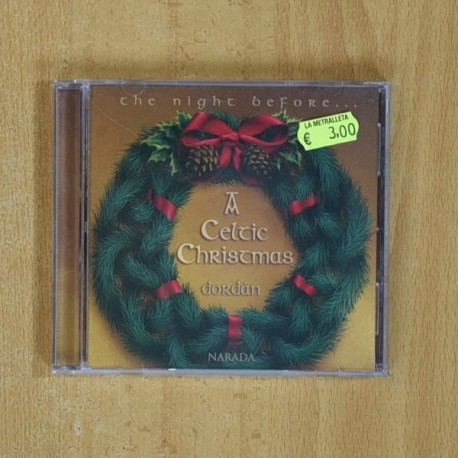 the night before...
LA METRALLETA
€ 3,00
A
Celtic
Christmas
dordán
NARADA